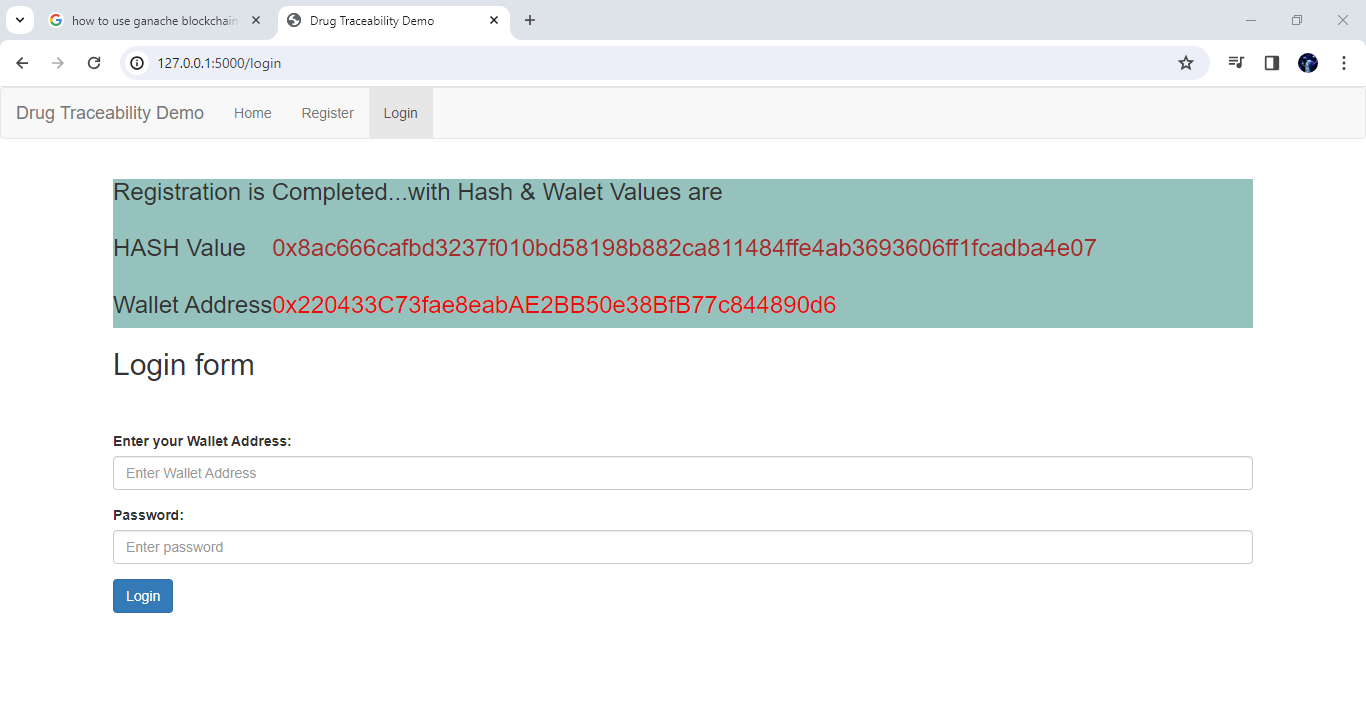 how to use ganache blockchain
Drug Traceability Demo
127.0.0.1:5000/login
Drug Traceability Demo Home Register Login
Registration is Completed...with Hash & Walet Values are
HASH Value 0x8ac666cafbd3237f010bd58198b882ca811484ffe4ab3693606ff1fcadba4e07
Wallet Address0x220433C73fae8eabAE2BB50e38BfB77c844890d6
Login form
Enter your Wallet Address:
Enter Wallet Address
Password:
Enter password
Login